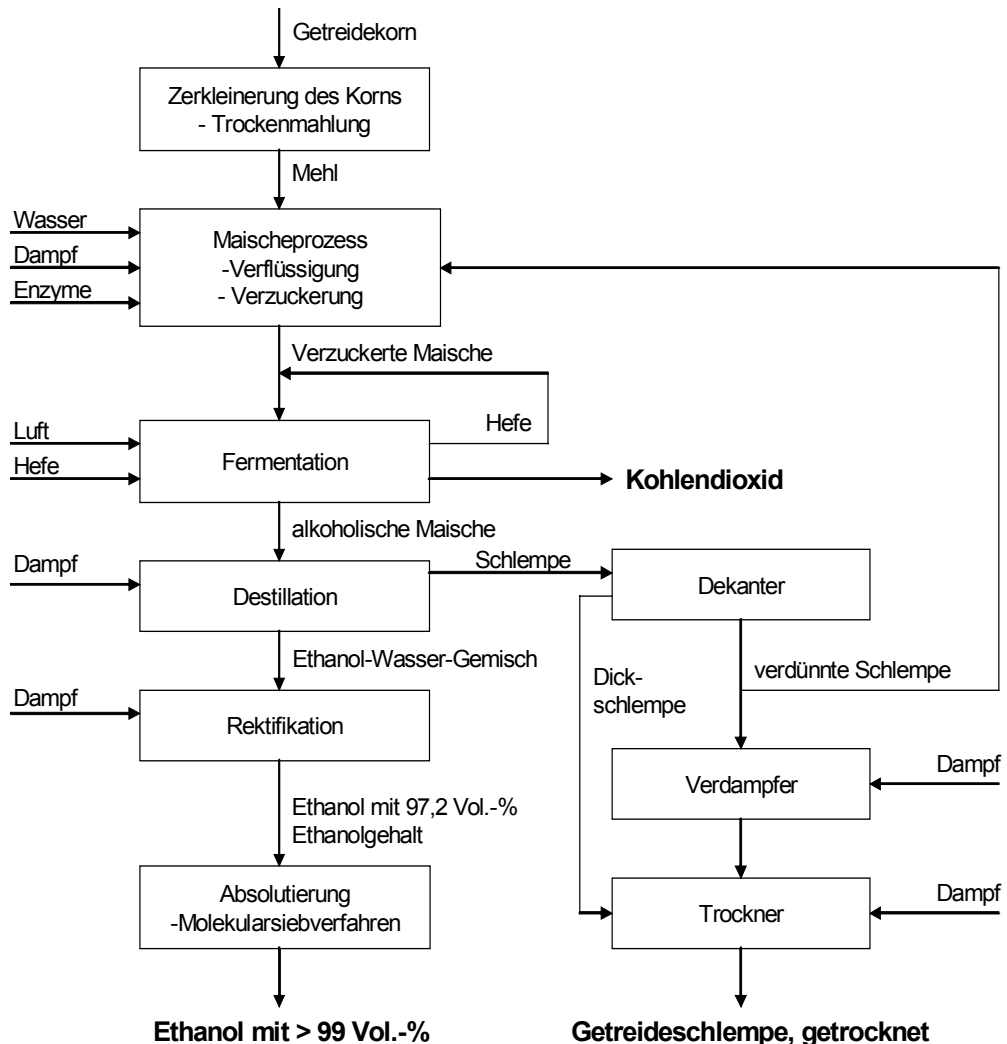 Getreidekorn
Zerkleinerung des Korns
- Trockenmahlung
Mehl
Wasser
Dampf
Enzyme
Maischeprozess
-Verflüssigung
- Verzuckerung
Verzuckerte Maische
Hefe
Luft
Hefe
Fermentation
Kohlendioxid
alkoholische Maische
Dampf
Destillation
Schlempe
Dekanter
Ethanol-Wasser-Gemisch
Dick-
schlempe
verdünnte Schlempe
Dampf
Rektifikation
Verdampfer
Dampf
Ethanol mit 97,2 Vol.-%
Ethanolgehalt
Absolutierung
-Molekularsiebverfahren
Trockner
Dampf
Ethanol mit > 99 Vol.-%
Getreideschlempe, getrocknet